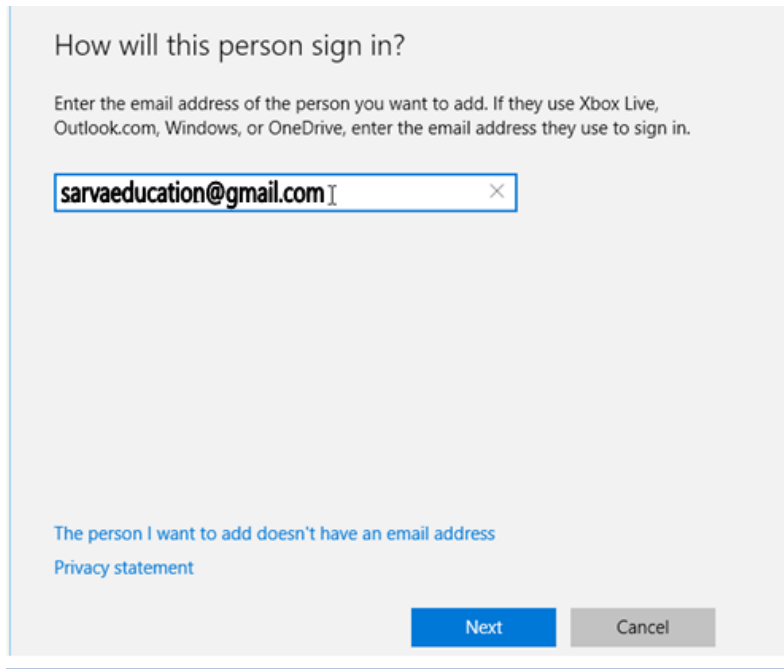 How will this person sign in?
Enter the email address of the person you want to add. If they use Xbox Live,
Outlook.com, Windows, or OneDrive, enter the email address they use to sign in.
sarvaeducation@gmail.com
The person I want to add doesn't have an email address
Privacy statement
Next Cancel